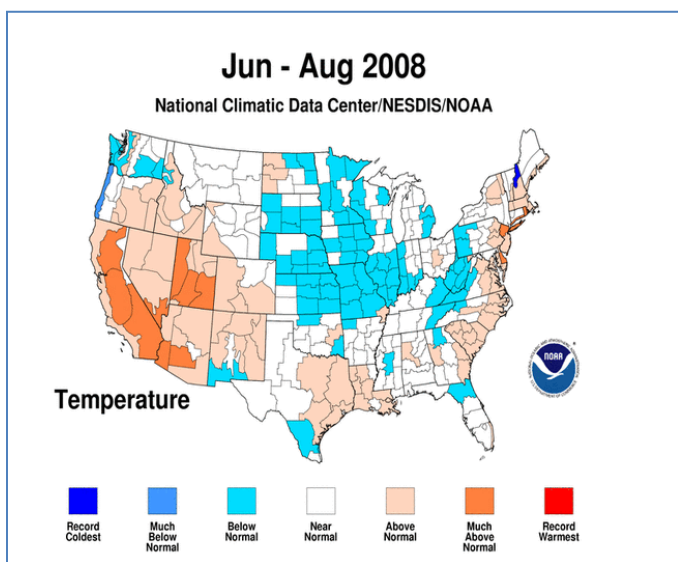 Jun - Aug 2008
National Climatic Data Center/NESDIS/NOAA
NOAA
Temperature
Record
Coldest
Much
Below
Normal
Below
Normal
Near
Normal
Above
Normal
Much
Above
Normal
Record
Warmest